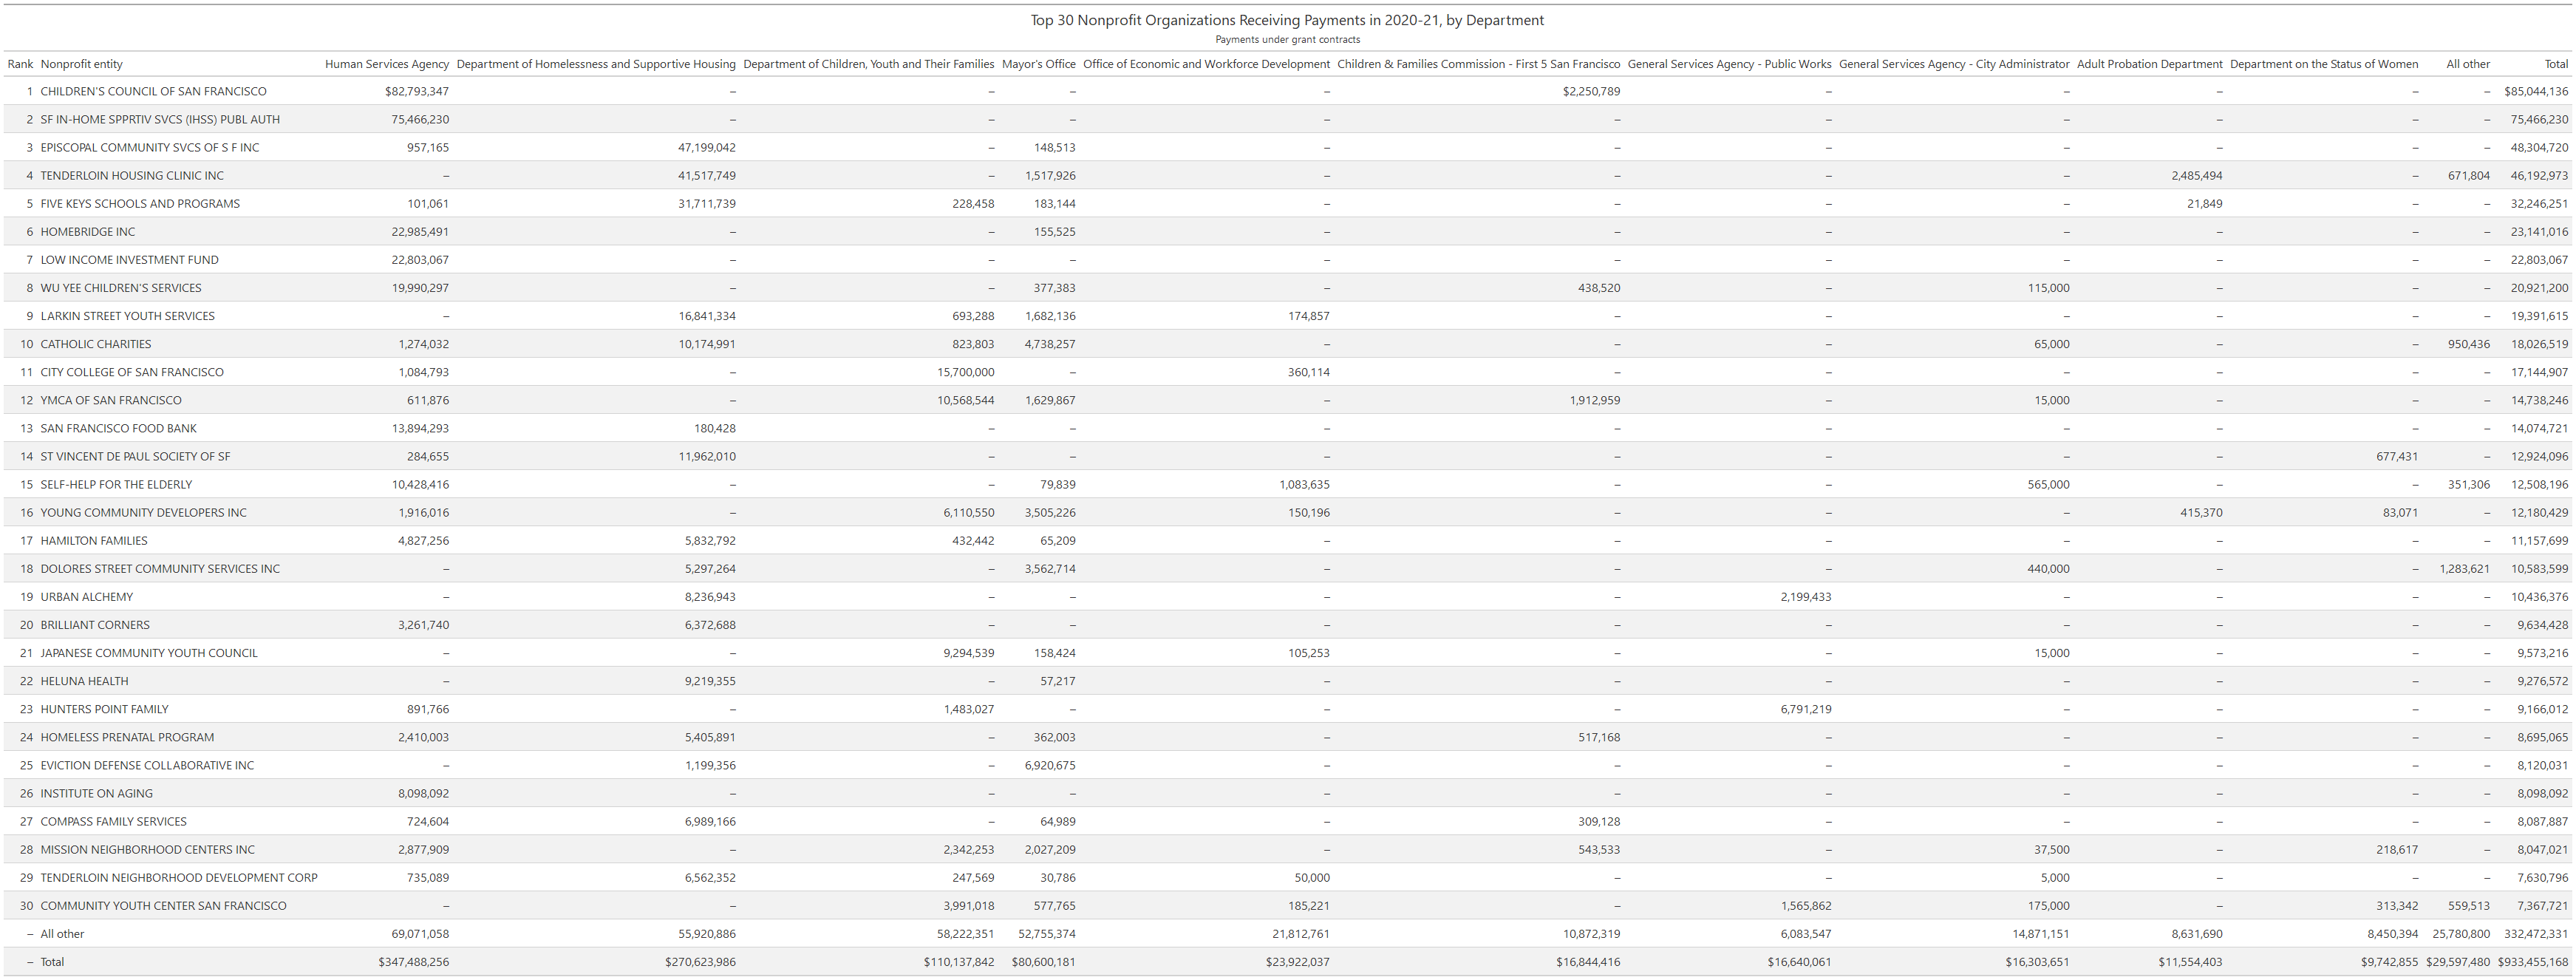 Top 30 Nonprofit Organizations Receiving Payments in 2020-21, by Department
Payments under grant contracts
Rank Nonprofit entity Human Services Agency Department of Homelessness and Supportive Housing Department of Children, Youth and Their Families Mayor's Office Office of Economic and Workforce Development Children & Families Commission - First 5 San Francisco General Services Agency - Public Works General Services Agency - City Administrator Adult Probation Department Department on the Status of Women All other Total
1 CHILDREN'S COUNCIL OF SAN FRANCISCO $82,793,347 – – – – $2,250,789 – – – – – $85,044,136
2 SF IN-HOME SPPRTIV SVCS (IHSS) PUBL AUTH 75,466,230 – – – – – – – – – – 75,466,230
3 EPISCOPAL COMMUNITY SVCS OF S F INC 957,165 47,199,042 – 148,513 – – – – – – – 48,304,720
4 TENDERLOIN HOUSING CLINIC INC – 41,517,749 – 1,517,926 – – – – 2,485,494 – 671,804 46,192,973
5 FIVE KEYS SCHOOLS AND PROGRAMS 101,061 31,711,739 228,458 183,144 – – – – 21,849 – – 32,246,251
6 HOMEBRIDGE INC 22,985,491 – – 155,525 – – – – – – – 23,141,016
7 LOW INCOME INVESTMENT FUND 22,803,067 – – – – – – – – – – 22,803,067
8 WU YEE CHILDREN'S SERVICES 19,990,297 – – 377,383 – 438,520 – 115,000 – – – 20,921,200
9 LARKIN STREET YOUTH SERVICES – 16,841,334 693,288 1,682,136 174,857 – – – – – – 19,391,615
10 CATHOLIC CHARITIES 1,274,032 10,174,991 823,803 4,738,257 – – – 65,000 – – 950,436 18,026,519
11 CITY COLLEGE OF SAN FRANCISCO 1,084,793 – 15,700,000 – 360,114 – – – – – – 17,144,907
12 YMCA OF SAN FRANCISCO 611,876 – 10,568,544 1,629,867 – 1,912,959 – 15,000 – – – 14,738,246
13 SAN FRANCISCO FOOD BANK 13,894,293 180,428 – – – – – – – – – 14,074,721
14 ST VINCENT DE PAUL SOCIETY OF SF 284,655 11,962,010 – – – – – – – 677,431 – 12,924,096
15 SELF-HELP FOR THE ELDERLY 10,428,416 – – 79,839 1,083,635 – – 565,000 – – 351,306 12,508,196
16 YOUNG COMMUNITY DEVELOPERS INC 1,916,016 – 6,110,550 3,505,226 150,196 – – – 415,370 83,071 – 12,180,429
17 HAMILTON FAMILIES 4,827,256 5,832,792 432,442 65,209 – – – – – – – 11,157,699
18 DOLORES STREET COMMUNITY SERVICES INC – 5,297,264 – 3,562,714 – – – 440,000 – – 1,283,621 10,583,599
19 URBAN ALCHEMY – 8,236,943 – – – – 2,199,433 – – – – 10,436,376
20 BRILLIANT CORNERS 3,261,740 6,372,688 – – – – – – – – – 9,634,428
21 JAPANESE COMMUNITY YOUTH COUNCIL – – 9,294,539 158,424 105,253 – – 15,000 – – – 9,573,216
22 HELUNA HEALTH – 9,219,355 – 57,217 – – – – – – – 9,276,572
23 HUNTERS POINT FAMILY 891,766 – 1,483,027 – – – 6,791,219 – – – – 9,166,012
24 HOMELESS PRENATAL PROGRAM 2,410,003 5,405,891 – 362,003 – 517,168 – – – – – 8,695,065
25 EVICTION DEFENSE COLLABORATIVE INC – 1,199,356 – 6,920,675 – – – – – – – 8,120,031
26 INSTITUTE ON AGING 8,098,092 – – – – – – – – – – 8,098,092
27 COMPASS FAMILY SERVICES 724,604 6,989,166 – 64,989 – 309,128 – – – – – 8,087,887
28 MISSION NEIGHBORHOOD CENTERS INC 2,877,909 – 2,342,253 2,027,209 – 543,533 – 37,500 – 218,617 – 8,047,021
29 TENDERLOIN NEIGHBORHOOD DEVELOPMENT CORP 735,089 6,562,352 247,569 30,786 50,000 – – 5,000 – – – 7,630,796
30 COMMUNITY YOUTH CENTER SAN FRANCISCO – – 3,991,018 577,765 185,221 – 1,565,862 175,000 – 313,342 559,513 7,367,721
– All other 69,071,058 55,920,886 58,222,351 52,755,374 21,812,761 10,872,319 6,083,547 14,871,151 8,631,690 8,450,394 25,780,800 332,472,331
– Total $347,488,256 $270,623,986 $110,137,842 $80,600,181 $23,922,037 $16,844,416 $16,640,061 $16,303,651 $11,554,403 $9,742,855 $29,597,480 $933,455,168